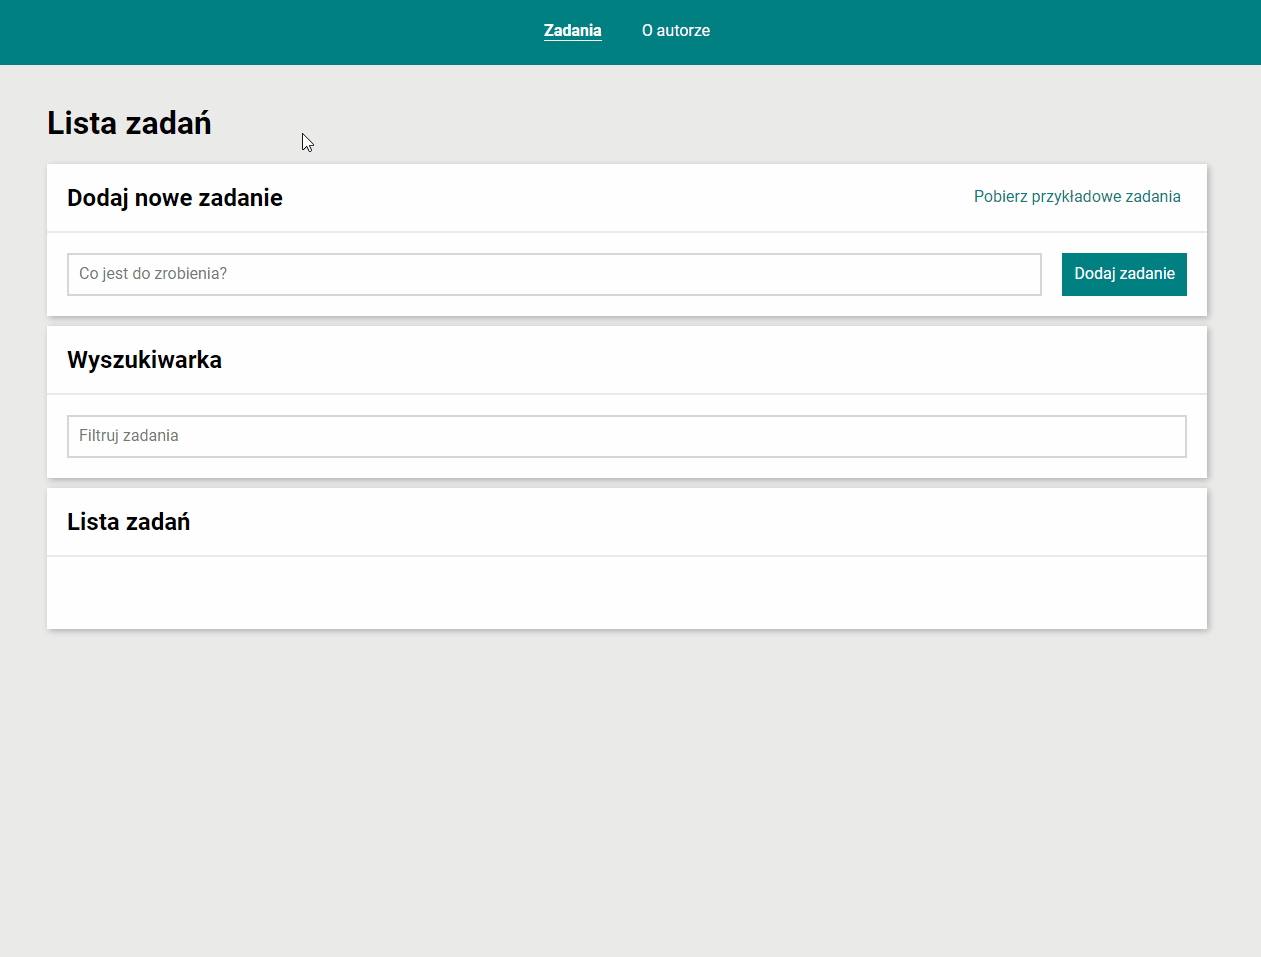 Zadania O autorze
Lista zadań
Dodaj nowe zadanie Pobierz przykładowe zadania
Co jest do zrobienia? Dodaj zadanie
Wyszukiwarka
Filtruj zadania
Lista zadań